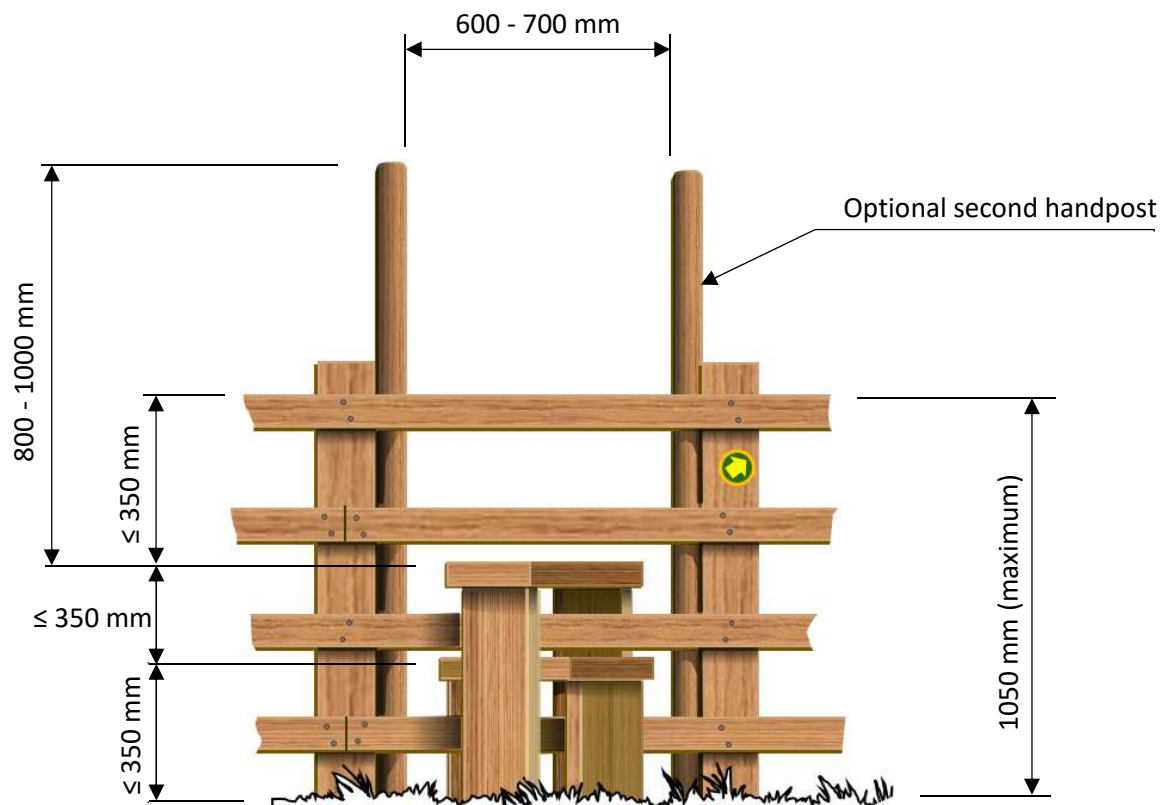 600 - 700 mm
Optional second handpost
800 - 1000 mm
≤ 350 mm
≤ 350 mm
≤ 350 mm
1050 mm (maximum)